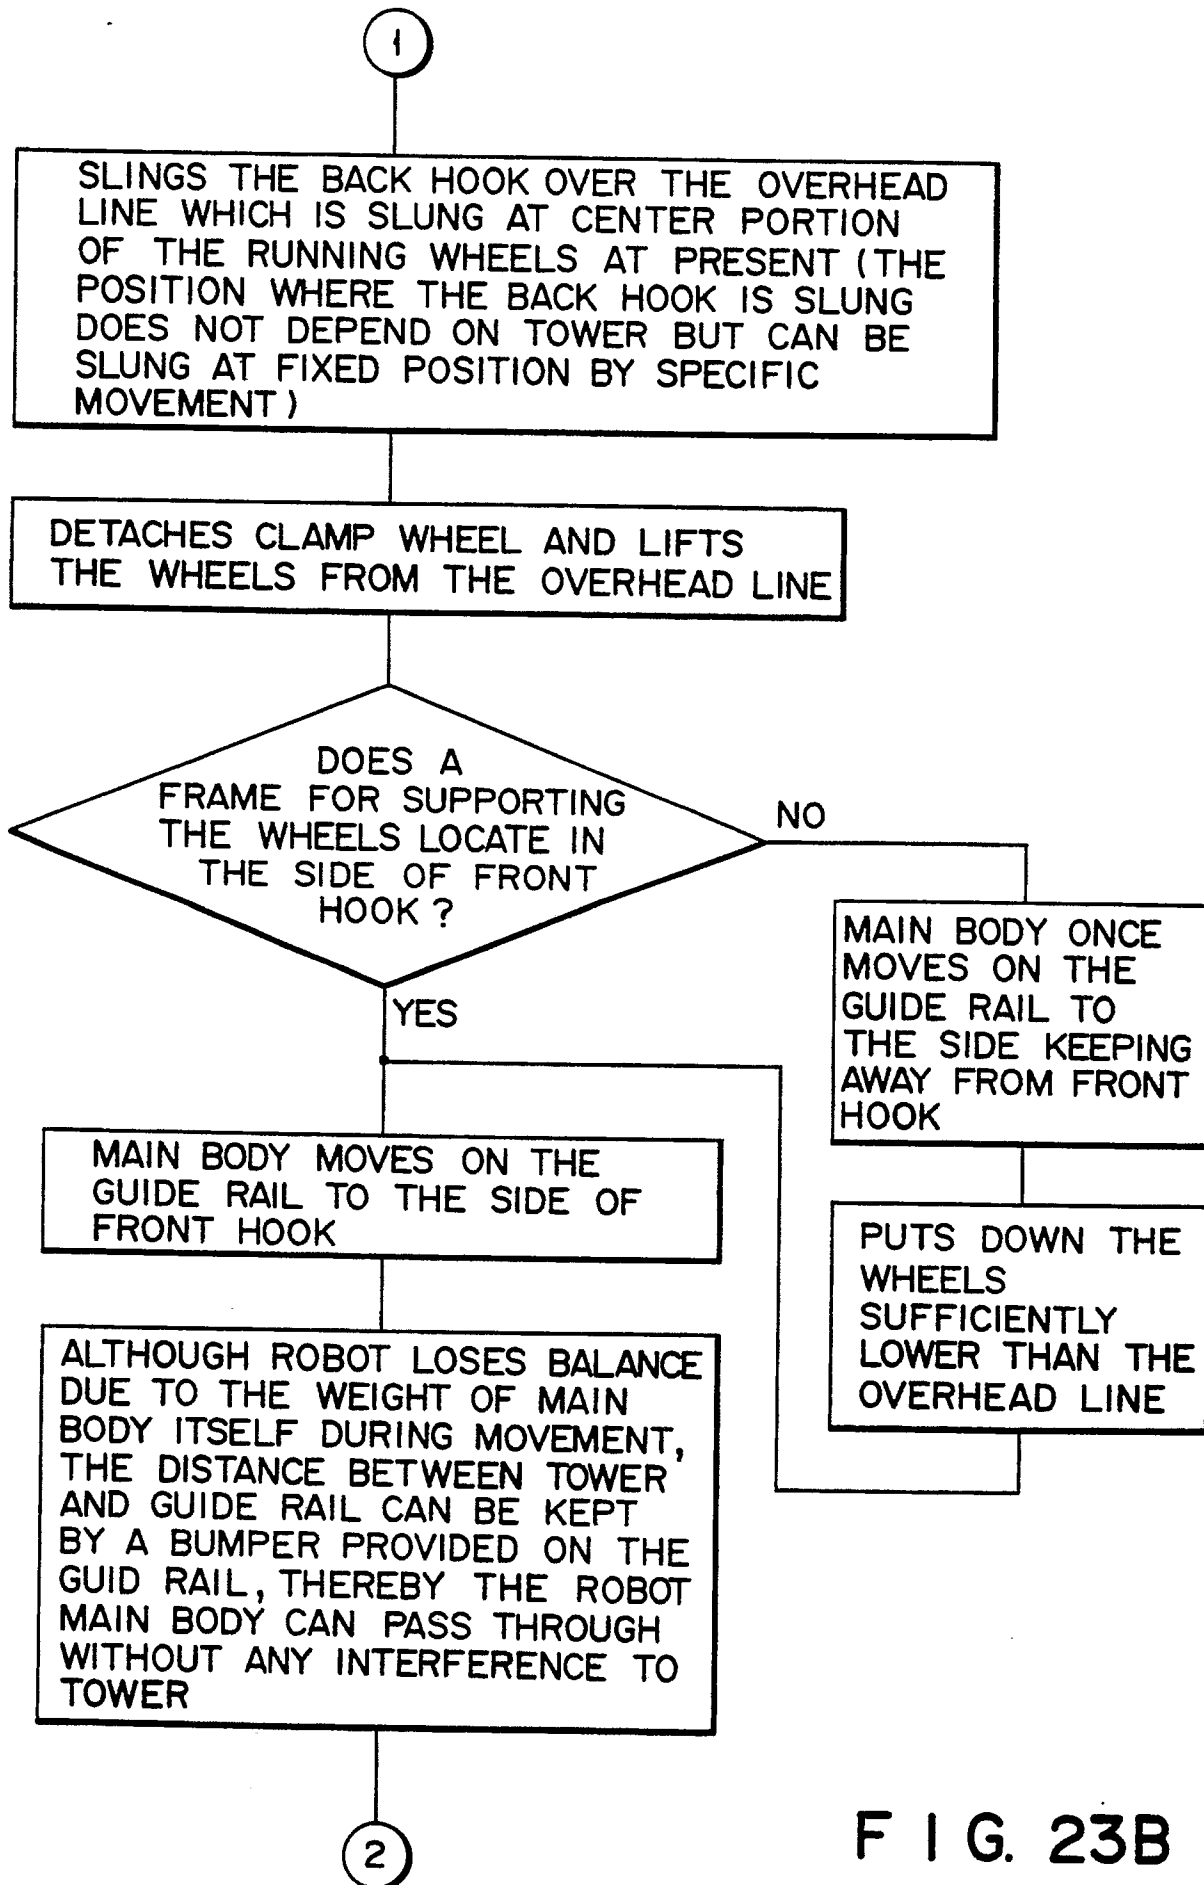 1
SLINGS THE BACK HOOK OVER THE OVERHEAD
LINE WHICH IS SLUNG AT CENTER PORTION
OF THE RUNNING WHEELS AT PRESENT (THE
POSITION WHERE THE BACK HOOK IS SLUNG
DOES NOT DEPEND ON TOWER BUT CAN BE
SLUNG AT FIXED POSITION BY SPECIFIC
MOVEMENT)
DETACHES CLAMP WHEEL AND LIFTS
THE WHEELS FROM THE OVERHEAD LINE
DOES A
FRAME FOR SUPPORTING
THE WHEELS LOCATE IN
THE SIDE OF FRONT
HOOK?
NO
MAIN BODY ONCE
MOVES ON THE
GUIDE RAIL TO
THE SIDE KEEPING
AWAY FROM FRONT
HOOK
PUTS DOWN THE
WHEELS
SUFFICIENTLY
LOWER THAN THE
OVERHEAD LINE
YES
MAIN BODY MOVES ON THE
GUIDE RAIL TO THE SIDE OF
FRONT HOOK
ALTHOUGH ROBOT LOSES BALANCE
DUE TO THE WEIGHT OF MAIN
BODY ITSELF DURING MOVEMENT,
THE DISTANCE BETWEEN TOWER
AND GUIDE RAIL CAN BE KEPT
BY A BUMPER PROVIDED ON THE
GUID RAIL, THEREBY THE ROBOT
MAIN BODY CAN PASS THROUGH
WITHOUT ANY INTERFERENCE TO
TOWER
2
FIG. 23B